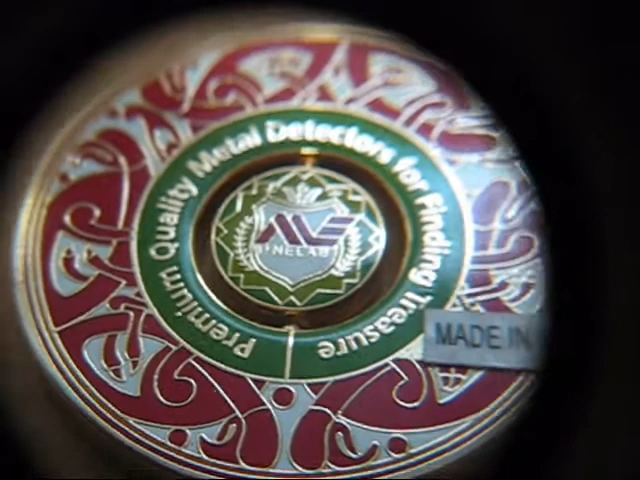 Premium Quality Metal Detectors for Finding Treasure
MINELAB
MADE IN